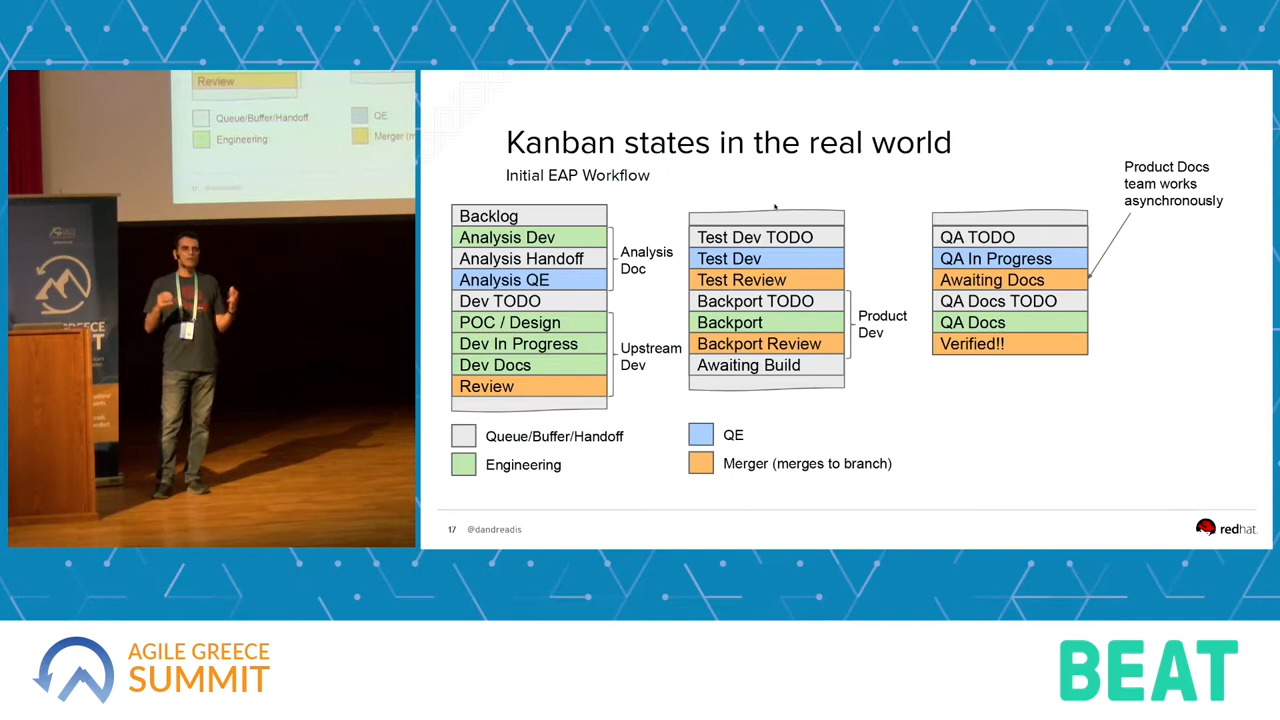 Review
Queue/Buffer/Handoff
QE
Engineering
Merger (m
17
Kanban states in the real world
Initial EAP Workflow
Product Docs
team works
asynchronously
Backlog
Analysis Dev
Analysis Handoff
Analysis QE
Dev TODO
POC / Design
Dev In Progress
Dev Docs
Review
Analysis
Doc
Upstream
Dev
Test Dev TODO
Test Dev
Test Review
Backport TODO
Backport
Backport Review
Awaiting Build
Product
Dev
QA TODO
QA In Progress
Awaiting Docs
QA Docs TODO
QA Docs
Verified!!
Queue/Buffer/Handoff
Engineering
QE
Merger (merges to branch)
17 @dandreadis
redhat.
AGILE GREECE
SUMMIT
BEAT